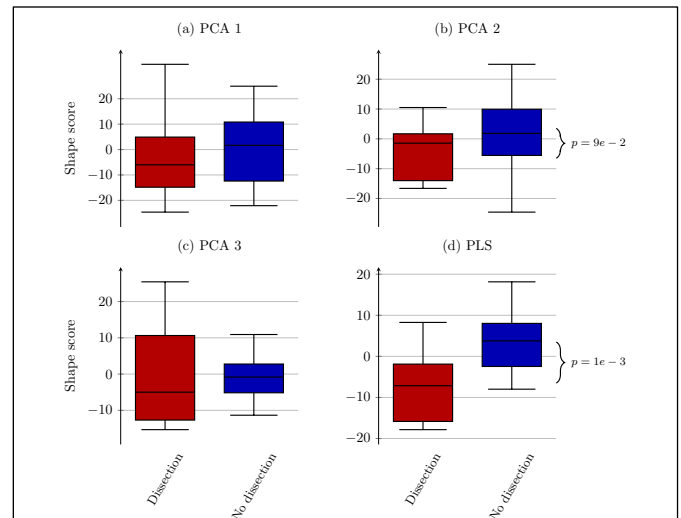 (a) PCA 1
(b) PCA 2
Shape score
20
10
0
−10
−20
20
10
0
−10
−20
p = 9e − 2
(c) PCA 3
(d) PLS
Shape score
20
10
0
−10
20
10
0
−10
−20
p = 1e − 3
Dissection
No dissection
Dissection
No dissection